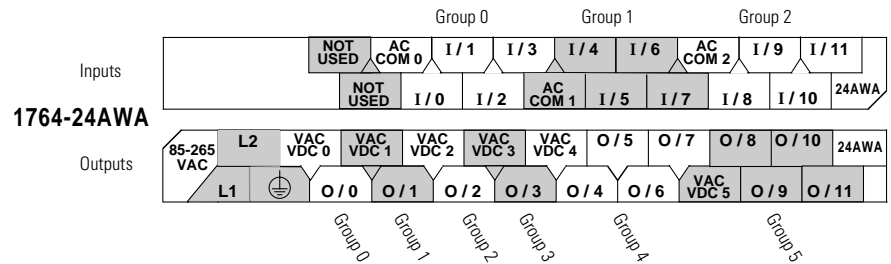 Group 0 Group 1 Group 2
Inputs
NOT USED AC COM 0 I / 1 I / 3 I / 4 I / 6 AC COM 2 I / 9 I / 11
NOT USED I / 0 I / 2 AC COM 1 I / 5 I / 7 I / 8 I / 10 24AWA
1764-24AWA
Outputs
85-265 VAC L2 VAC VDC 0 VAC VDC 1 VAC VDC 2 VAC VDC 3 VAC VDC 4 O / 5 O / 7 O / 8 O / 10 24AWA
L1 O / 0 O / 1 O / 2 O / 3 O / 4 O / 6 VAC VDC 5 O / 9 O / 11
Group 0 Group 1 Group 2 Group 3 Group 4 Group 5